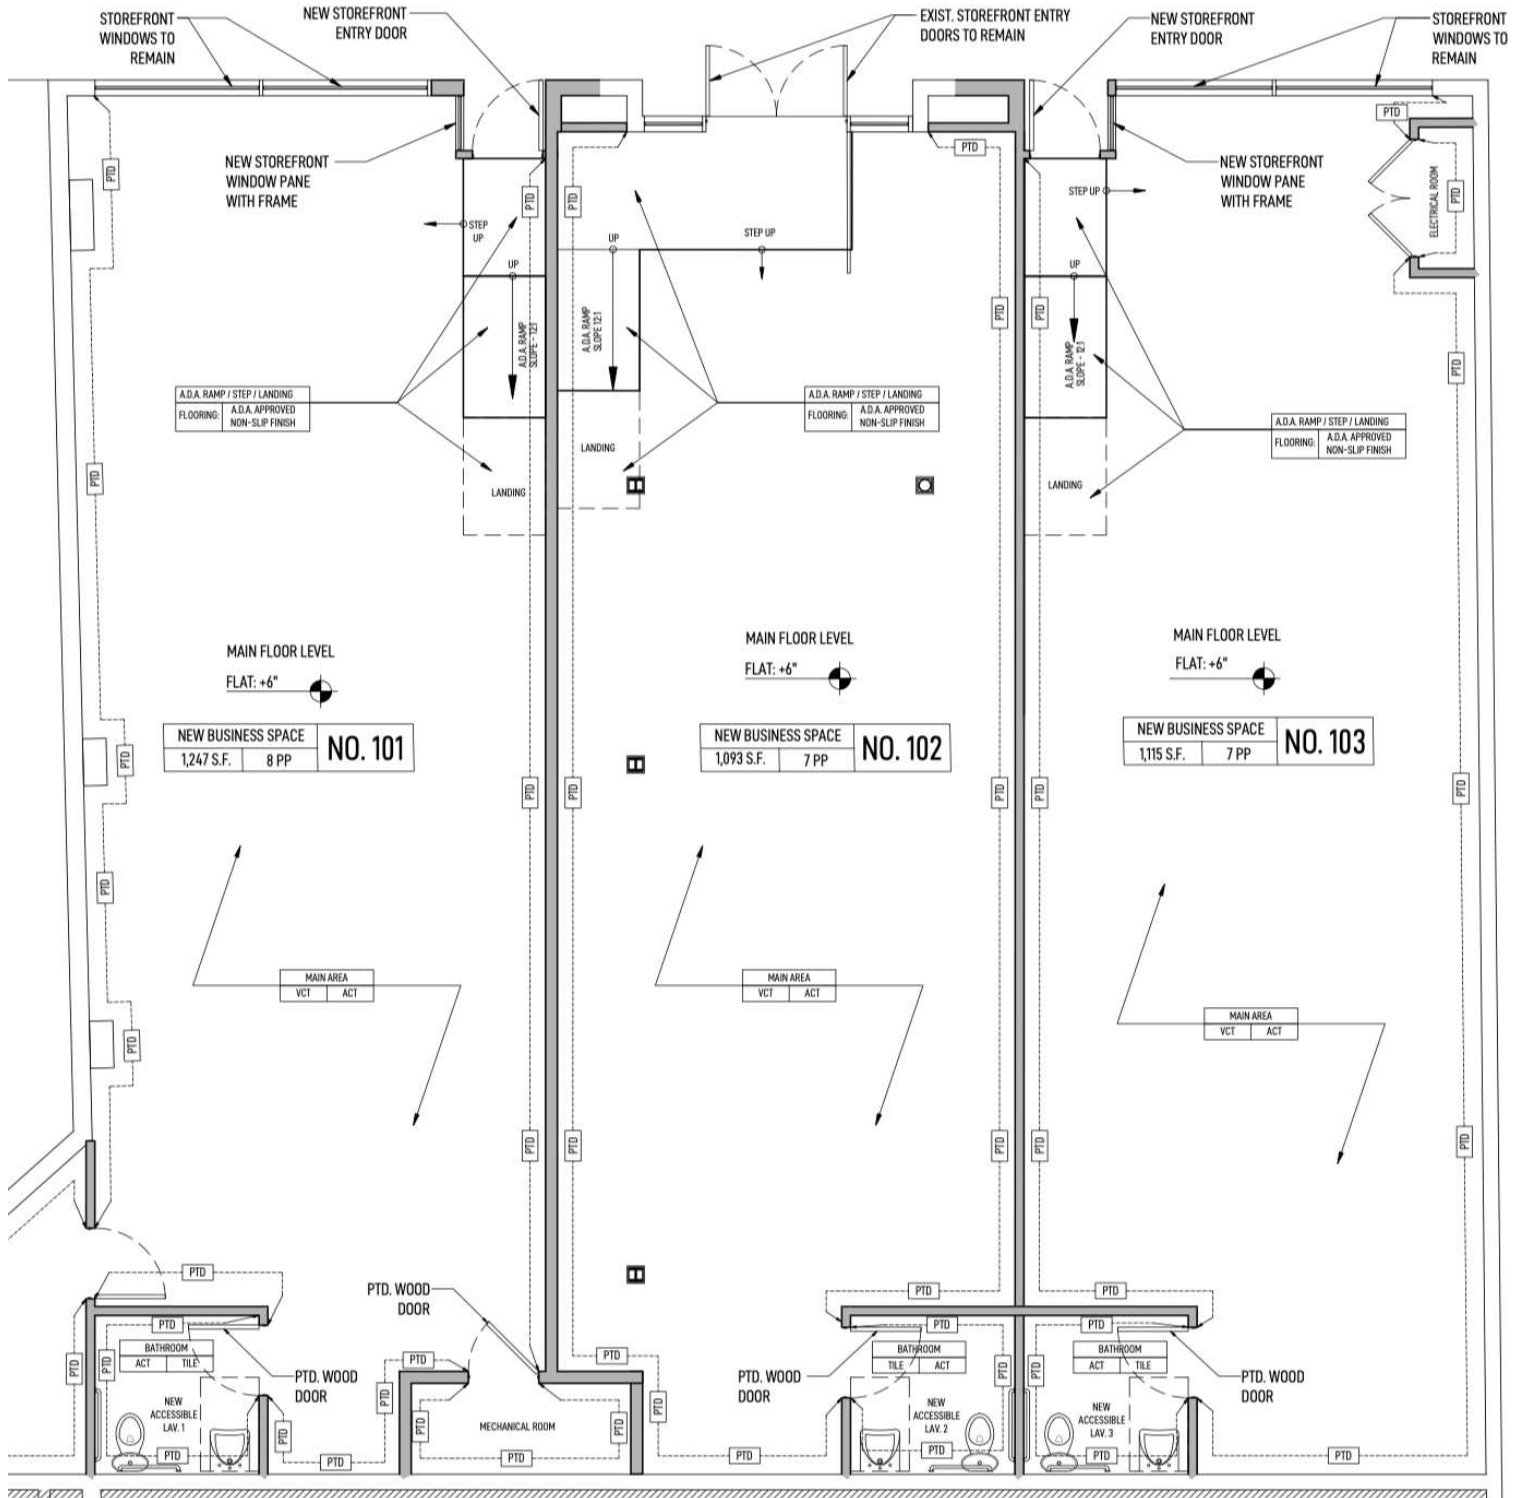 STOREFRONT
WINDOWS TO
REMAIN
NEW STOREFRONT
ENTRY DOOR
EXIST. STOREFRONT ENTRY
DOORS TO REMAIN
NEW STOREFRONT
ENTRY DOOR
STOREFRONT
WINDOWS TO
REMAIN
NEW STOREFRONT
WINDOW PANE
WITH FRAME
NEW STOREFRONT
WINDOW PANE
WITH FRAME
PTD
PTD
PTD
PTD
PTD
PTD
PTD
ELECTRICAL ROOM
STEP
UP
UP
UP
STEP UP
STEP UP
UP
A.D.A. RAMP
SLOPE - 12:1
A.D.A. RAMP
SLOPE 12:1
A.D.A. RAMP
SLOPE - 12:1
PTD
PTD
PTD
A.D.A. RAMP / STEP / LANDING
FLOORING:
A.D.A. APPROVED
NON-SLIP FINISH
A.D.A. RAMP / STEP / LANDING
FLOORING:
A.D.A. APPROVED
NON-SLIP FINISH
A.D.A. RAMP / STEP / LANDING
FLOORING:
A.D.A. APPROVED
NON-SLIP FINISH
PTD
LANDING
LANDING
LANDING
MAIN FLOOR LEVEL
FLAT: +6"
MAIN FLOOR LEVEL
FLAT: +6"
MAIN FLOOR LEVEL
FLAT: +6"
NEW BUSINESS SPACE
1,247 S.F. 8 PP
NO. 101
NEW BUSINESS SPACE
1,093 S.F. 7 PP
NO. 102
NEW BUSINESS SPACE
1,115 S.F. 7 PP
NO. 103
PTD
PTD
PTD
PTD
PTD
PTD
PTD
MAIN AREA
VCT ACT
MAIN AREA
VCT ACT
MAIN AREA
VCT ACT
PTD
PTD
PTD
PTD
PTD
PTD
PTD
PTD. WOOD
DOOR
PTD
PTD
PTD
PTD
PTD
PTD
PTD
PTD
BATHROOM
ACT TILE
PTD
PTD
PTD. WOOD
DOOR
NEW
ACCESSIBLE
LAV. 1
PTD
PTD
PTD
PTD
PTD
MECHANICAL ROOM
PTD
PTD
PTD
PTD. WOOD
DOOR
BATHROOM
TILE ACT
NEW
ACCESSIBLE
LAV. 2
PTD
PTD
PTD
PTD
BATHROOM
ACT TILE
NEW
ACCESSIBLE
LAV. 3
PTD
PTD
PTD. WOOD
DOOR
PTD